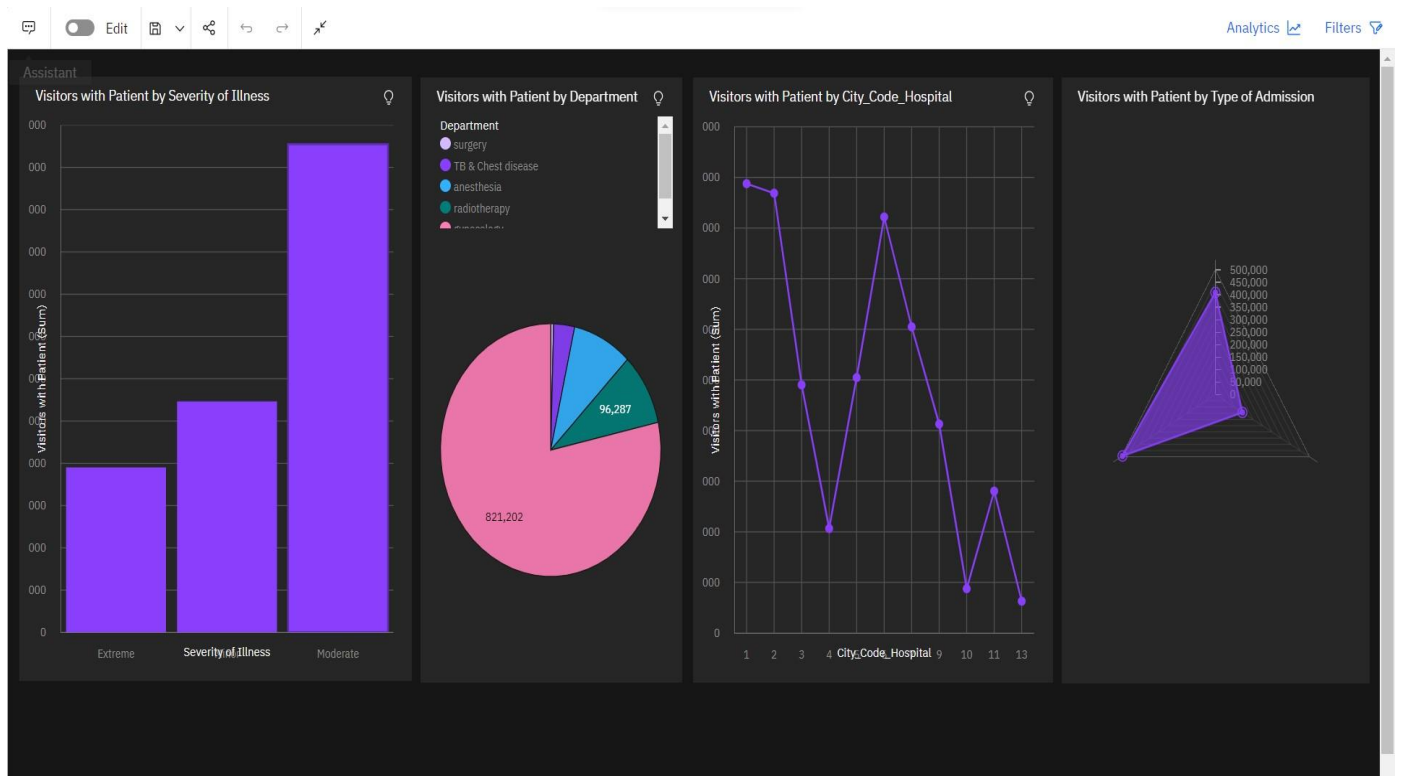 Edit
Analytics
Filters
Assistant
Visitors with Patient by Severity of Illness
000
000
000
000
000
000
000
000
000
000
000
0
Visitors with Patient (Sum)
Extreme
Severity of Illness
Moderate
Visitors with Patient by Department
Department
surgery
TB & Chest disease
anesthesia
radiotherapy
gynecology
96,287
821,202
Visitors with Patient by City_Code_Hospital
000
000
000
000
000
000
000
000
000
0
Visitors with Patient (Sum)
1
2
3
4
City_Code_Hospital
9
10
11
13
Visitors with Patient by Type of Admission
500,000
450,000
400,000
350,000
300,000
250,000
200,000
150,000
100,000
50,000
0